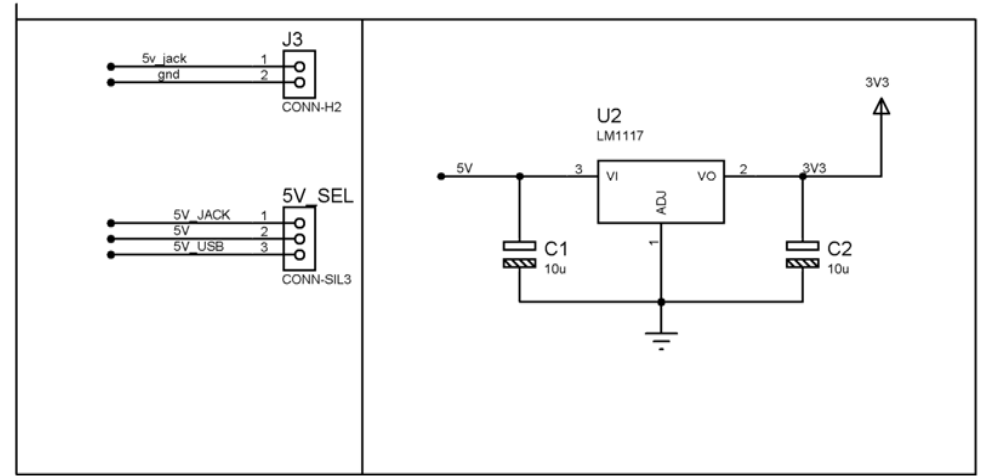 J3
5v_jack 1
gnd 2
CONN-H2
5V_SEL
5V_JACK 1
5V 2
5V_USB 3
CONN-SIL3
3V3
U2
LM1117
5V 3 VI VO 2 3V3
ADJ
1
C1
10u
C2
10u